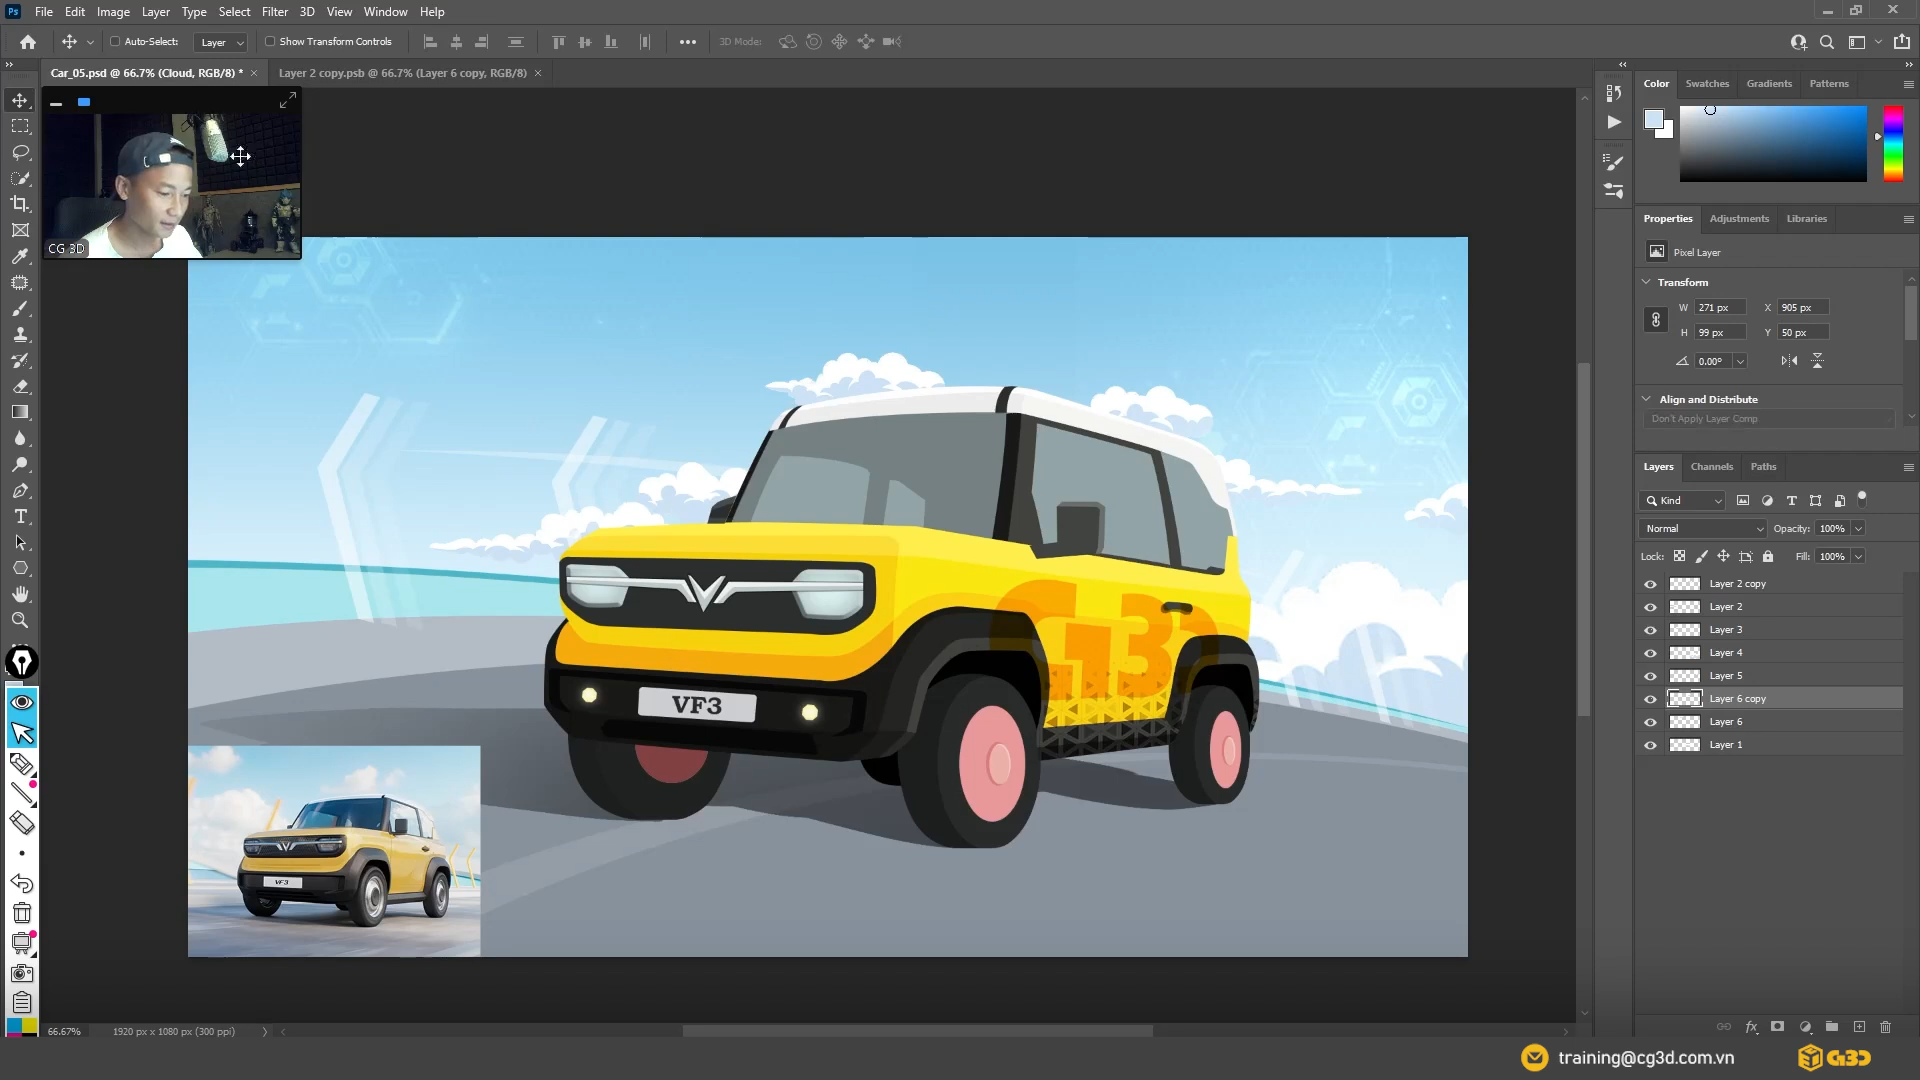 File Edit Image Layer Type Select Filter 3D View Window Help
Auto-Select: Layer Show Transform Controls 3D Mode:
Car_05.psd @ 66.7% (Cloud, RGB/8) * Layer 2 copy.psb @ 66.7% (Layer 6 copy, RGB/8)
CG 3D
VF3
VF3
66.67% 1920 px x 1080 px (300 ppi)
Color Swatches Gradients Patterns
Properties Adjustments Libraries
Pixel Layer
Transform
W 271 px X 905 px
H 99 px Y 50 px
0.00°
Align and Distribute
Don't Apply Layer Comp
Layers Channels Paths
Kind
Normal Opacity: 100%
Lock: Fill: 100%
Layer 2 copy
Layer 2
Layer 3
Layer 4
Layer 5
Layer 6 copy
Layer 6
Layer 1
training@cg3d.com.vn
CG3D